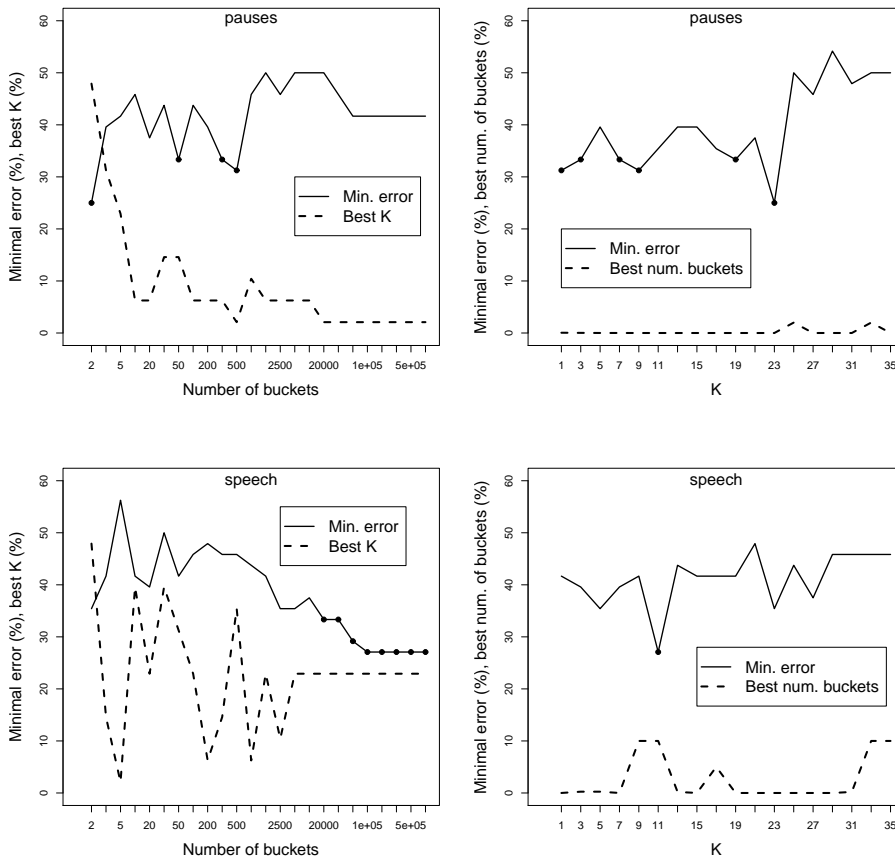 pauses
Minimal error (%), best K (%)
0 10 20 30 40 50 60
Min. error
Best K
2 5 20 50 200 500 2500 20000 1e+05 5e+05
Number of buckets
pauses
Minimal error (%), best num. of buckets (%)
0 10 20 30 40 50 60
Min. error
Best num. buckets
1 3 5 7 9 11 15 19 23 27 31 35
K
speech
Minimal error (%), best K (%)
0 10 20 30 40 50 60
Min. error
Best K
2 5 20 50 200 500 2500 20000 1e+05 5e+05
Number of buckets
speech
Minimal error (%), best num. of buckets (%)
0 10 20 30 40 50 60
Min. error
Best num. buckets
1 3 5 7 9 11 15 19 23 27 31 35
K